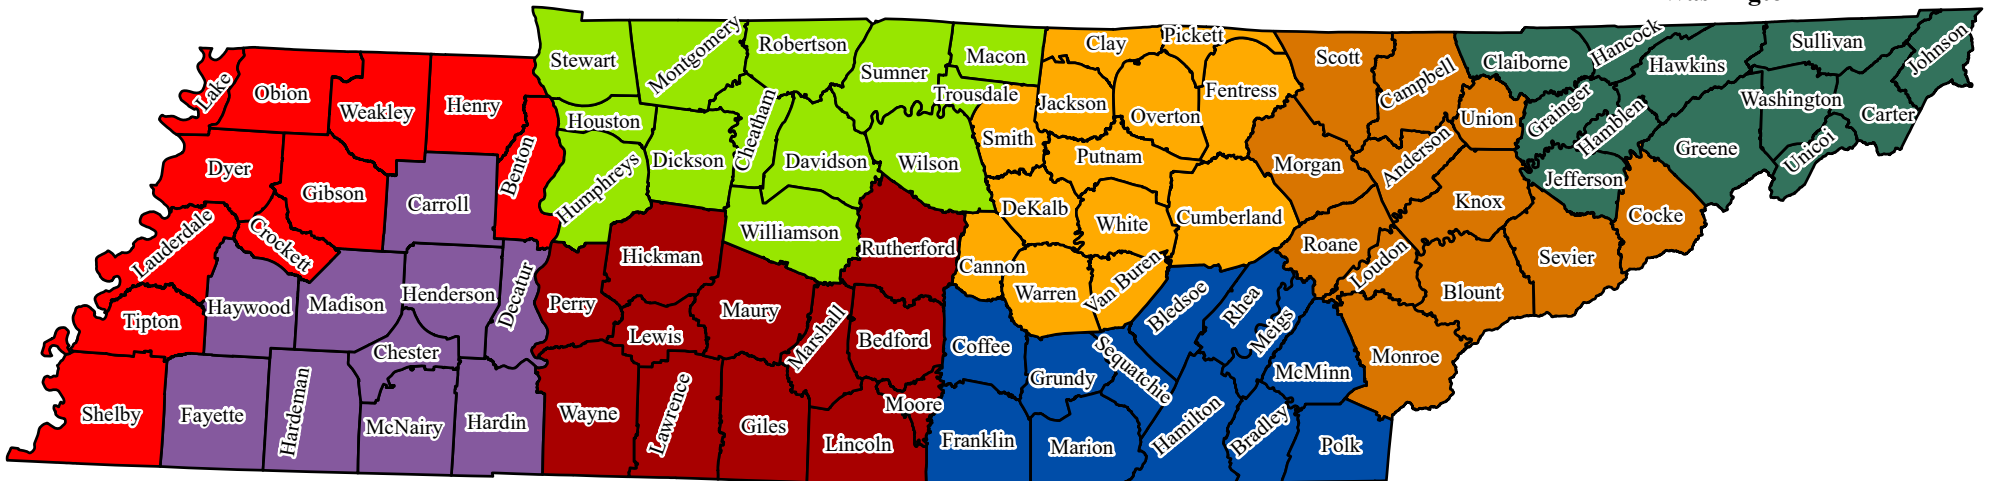 Lake
Obion
Weakley
Henry
Stewart
Montgomery
Robertson
Sumner
Macon
Trousdale
Clay
Pickett
Scott
Campbell
Claiborne
Hancock
Hawkins
Sullivan
Johnson
Dyer
Gibson
Carroll
Benton
Houston
Humphreys
Dickson
Cheatham
Davidson
Wilson
Smith
Jackson
Overton
Fentress
Putnam
Morgan
Anderson
Union
Grainger
Hamblen
Washington
Greene
Unicoi
Carter
Lauderdale
Crockett
Haywood
Madison
Henderson
Decatur
Perry
Hickman
Williamson
Rutherford
Cannon
DeKalb
White
Cumberland
Roane
Loudon
Knox
Jefferson
Cocke
Sevier
Blount
Tipton
Chester
Lewis
Maury
Marshall
Bedford
Coffee
Warren
Van Buren
Bledsoe
Rhea
Meigs
McMinn
Monroe
Shelby
Fayette
Hardeman
McNairy
Hardin
Wayne
Lawrence
Giles
Lincoln
Moore
Franklin
Grundy
Sequatchie
Marion
Hamilton
Bradley
Polk